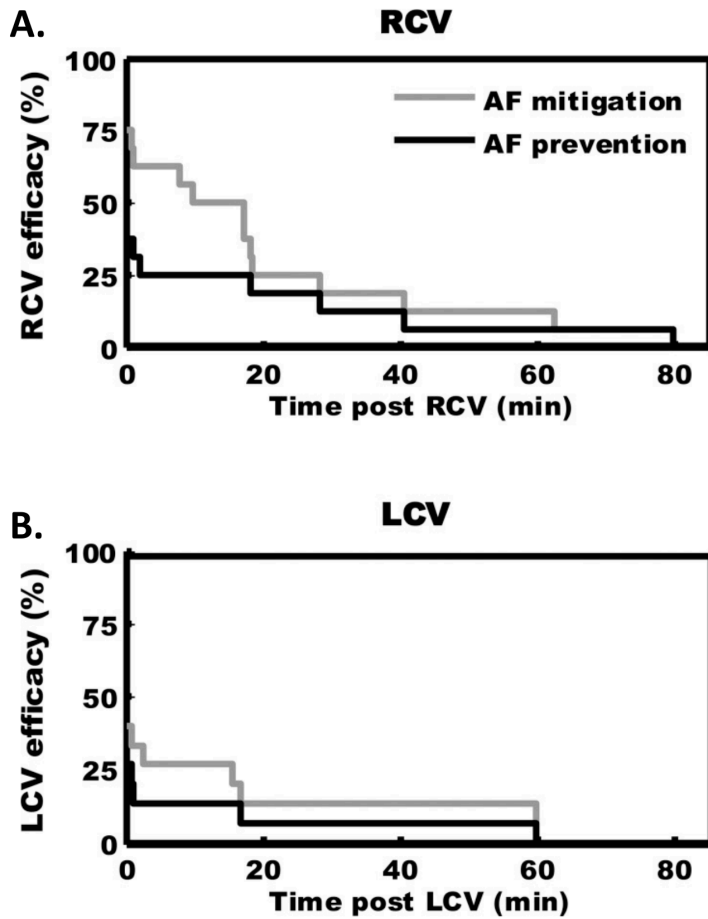 A.
RCV
RCV efficacy (%)
100
75
50
25
0
AF mitigation
AF prevention
0 20 40 60 80
Time post RCV (min)
B.
LCV
LCV efficacy (%)
100
75
50
25
0
0 20 40 60 80
Time post LCV (min)